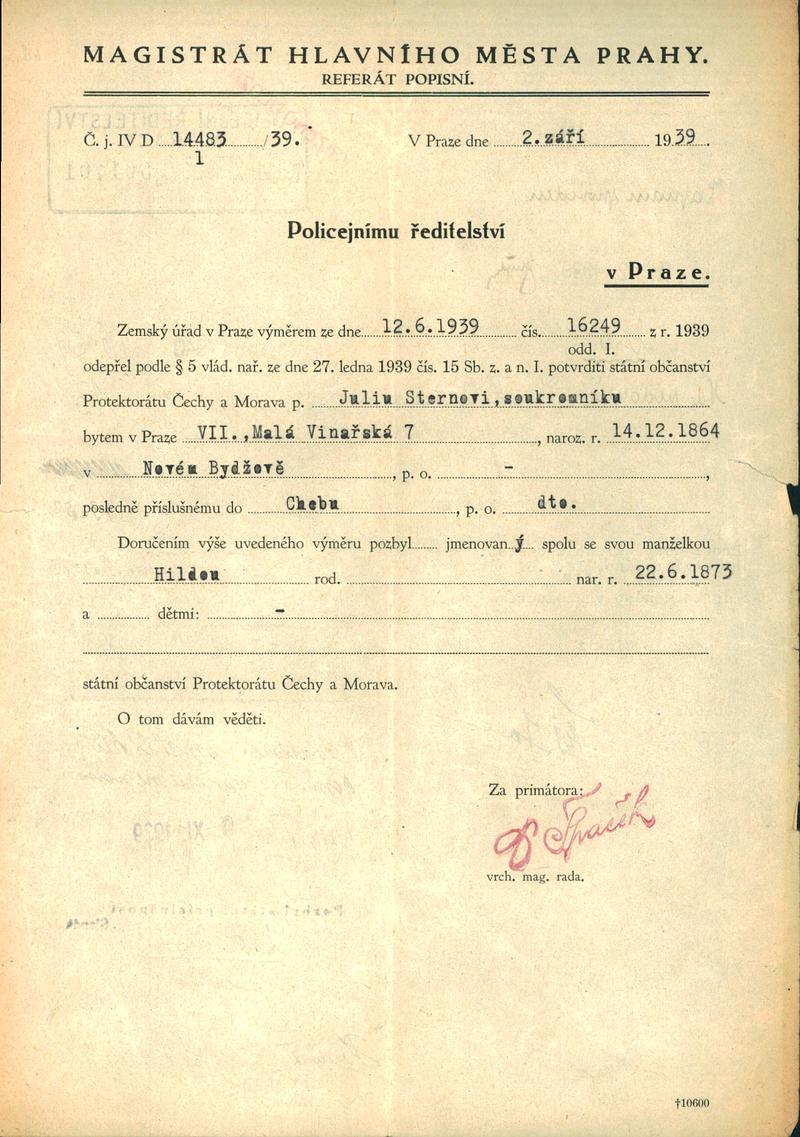 MAGISTRÁT HLAVNÍHO MĚSTA PRAHY.
REFERÁT POPISNÍ.
Č. j. IV D 14483/39. V Praze dne 2. září 1939.
1
Policejnímu ředitelství
v Praze.
Zemský úřad v Praze výměrem ze dne 12.6.1939 čís. 16249 z r. 1939
odd. I.
odepřel podle § 5 vlád. nař. ze dne 27. ledna 1939 čís. 15 Sb. z. a n. I. potvrditi státní občanství
Protektorátu Čechy a Morava p. Juliu Sternovi, soukromníku
bytem v Praze VII., Malá Vinařská 7, naroz. r. 14.12.1864
v Novém Bydžově, p. o. -,
posledně příslušnému do Chebu, p. o. dto.
Doručením výše uvedeného výměru pozbyl jmenovaný spolu se svou manželkou
Hildou rod. nar. r. 22.6.1873
a dětmi: -
státní občanství Protektorátu Čechy a Morava.
O tom dávám věděti.
Za primátora:
Špaček
vrch. mag. rada.
†10600